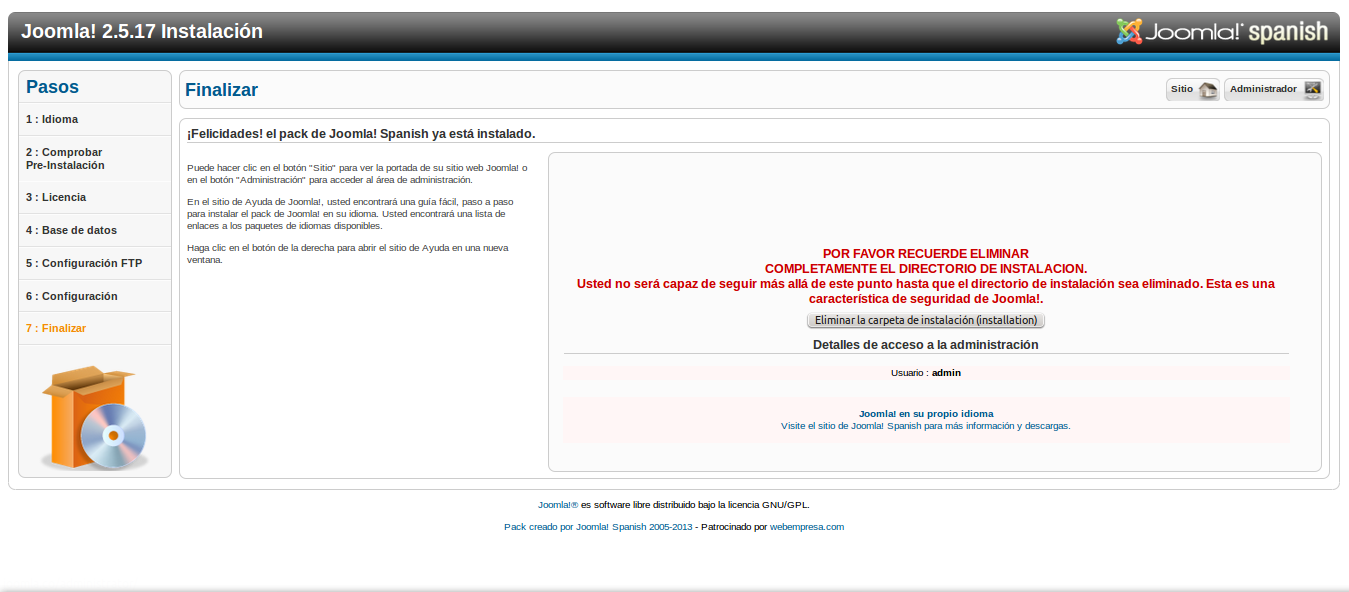 Joomla! 2.5.17 Instalación
Joomla! spanish
Pasos
1 : Idioma
2 : Comprobar
Pre-Instalación
3 : Licencia
4 : Base de datos
5 : Configuración FTP
6 : Configuración
7 : Finalizar
Finalizar
Sitio
Administrador
¡Felicidades! el pack de Joomla! Spanish ya está instalado.
Puede hacer clic en el botón "Sitio" para ver la portada de su sitio web Joomla! o
en el botón "Administración" para acceder al área de administración.
En el sitio de Ayuda de Joomla!, usted encontrará una guía fácil, paso a paso
para instalar el pack de Joomla! en su idioma. Usted encontrará una lista de
enlaces a los paquetes de idiomas disponibles.
Haga clic en el botón de la derecha para abrir el sitio de Ayuda en una nueva
ventana.
POR FAVOR RECUERDE ELIMINAR
COMPLETAMENTE EL DIRECTORIO DE INSTALACION.
Usted no será capaz de seguir más allá de este punto hasta que el directorio de instalación sea eliminado. Esta es una
característica de seguridad de Joomla!.
Eliminar la carpeta de instalación (installation)
Detalles de acceso a la administración
Usuario : admin
Joomla! en su propio idioma
Visite el sitio de Joomla! Spanish para más información y descargas.
Joomla!® es software libre distribuido bajo la licencia GNU/GPL.
Pack creado por Joomla! Spanish 2005-2013 - Patrocinado por webempresa.com